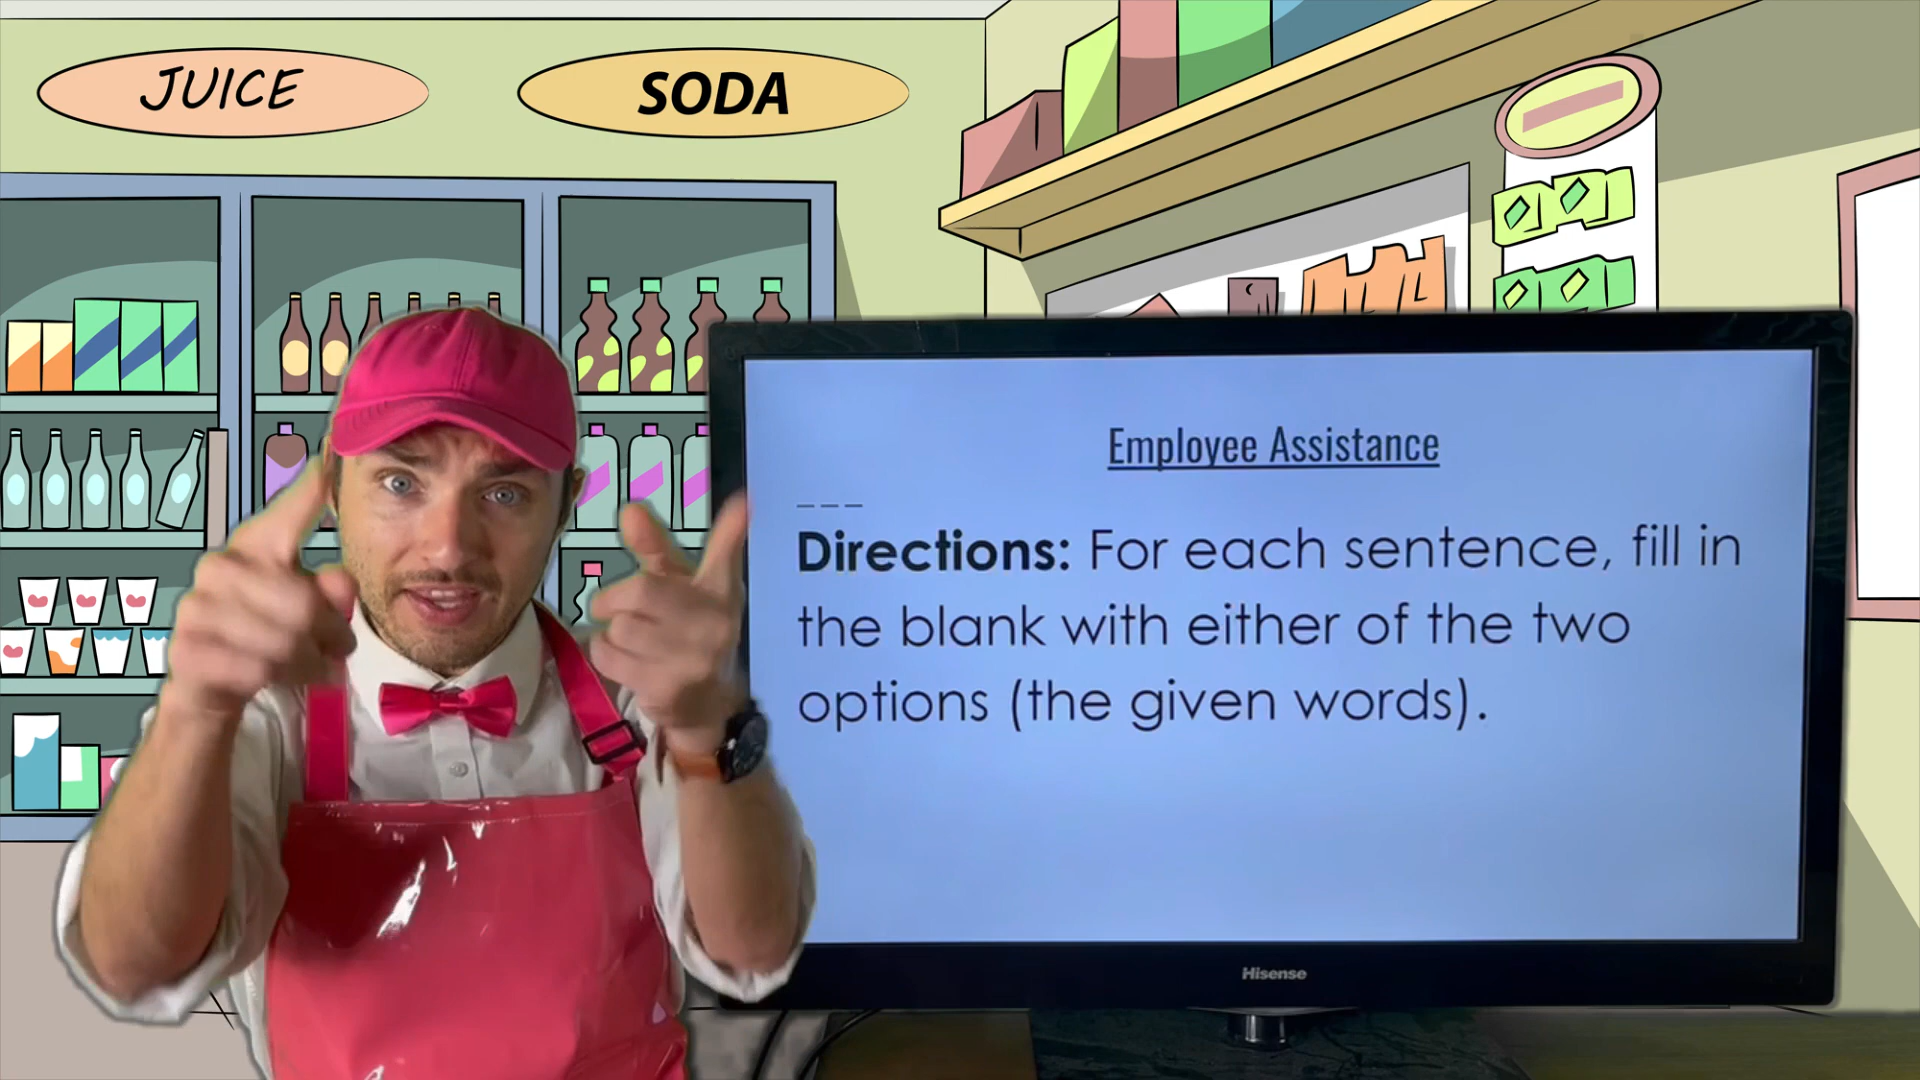 JUICE
SODA
Employee Assistance
_ _ _
Directions: For each sentence, fill in
the blank with either of the two
options (the given words).
Hisense